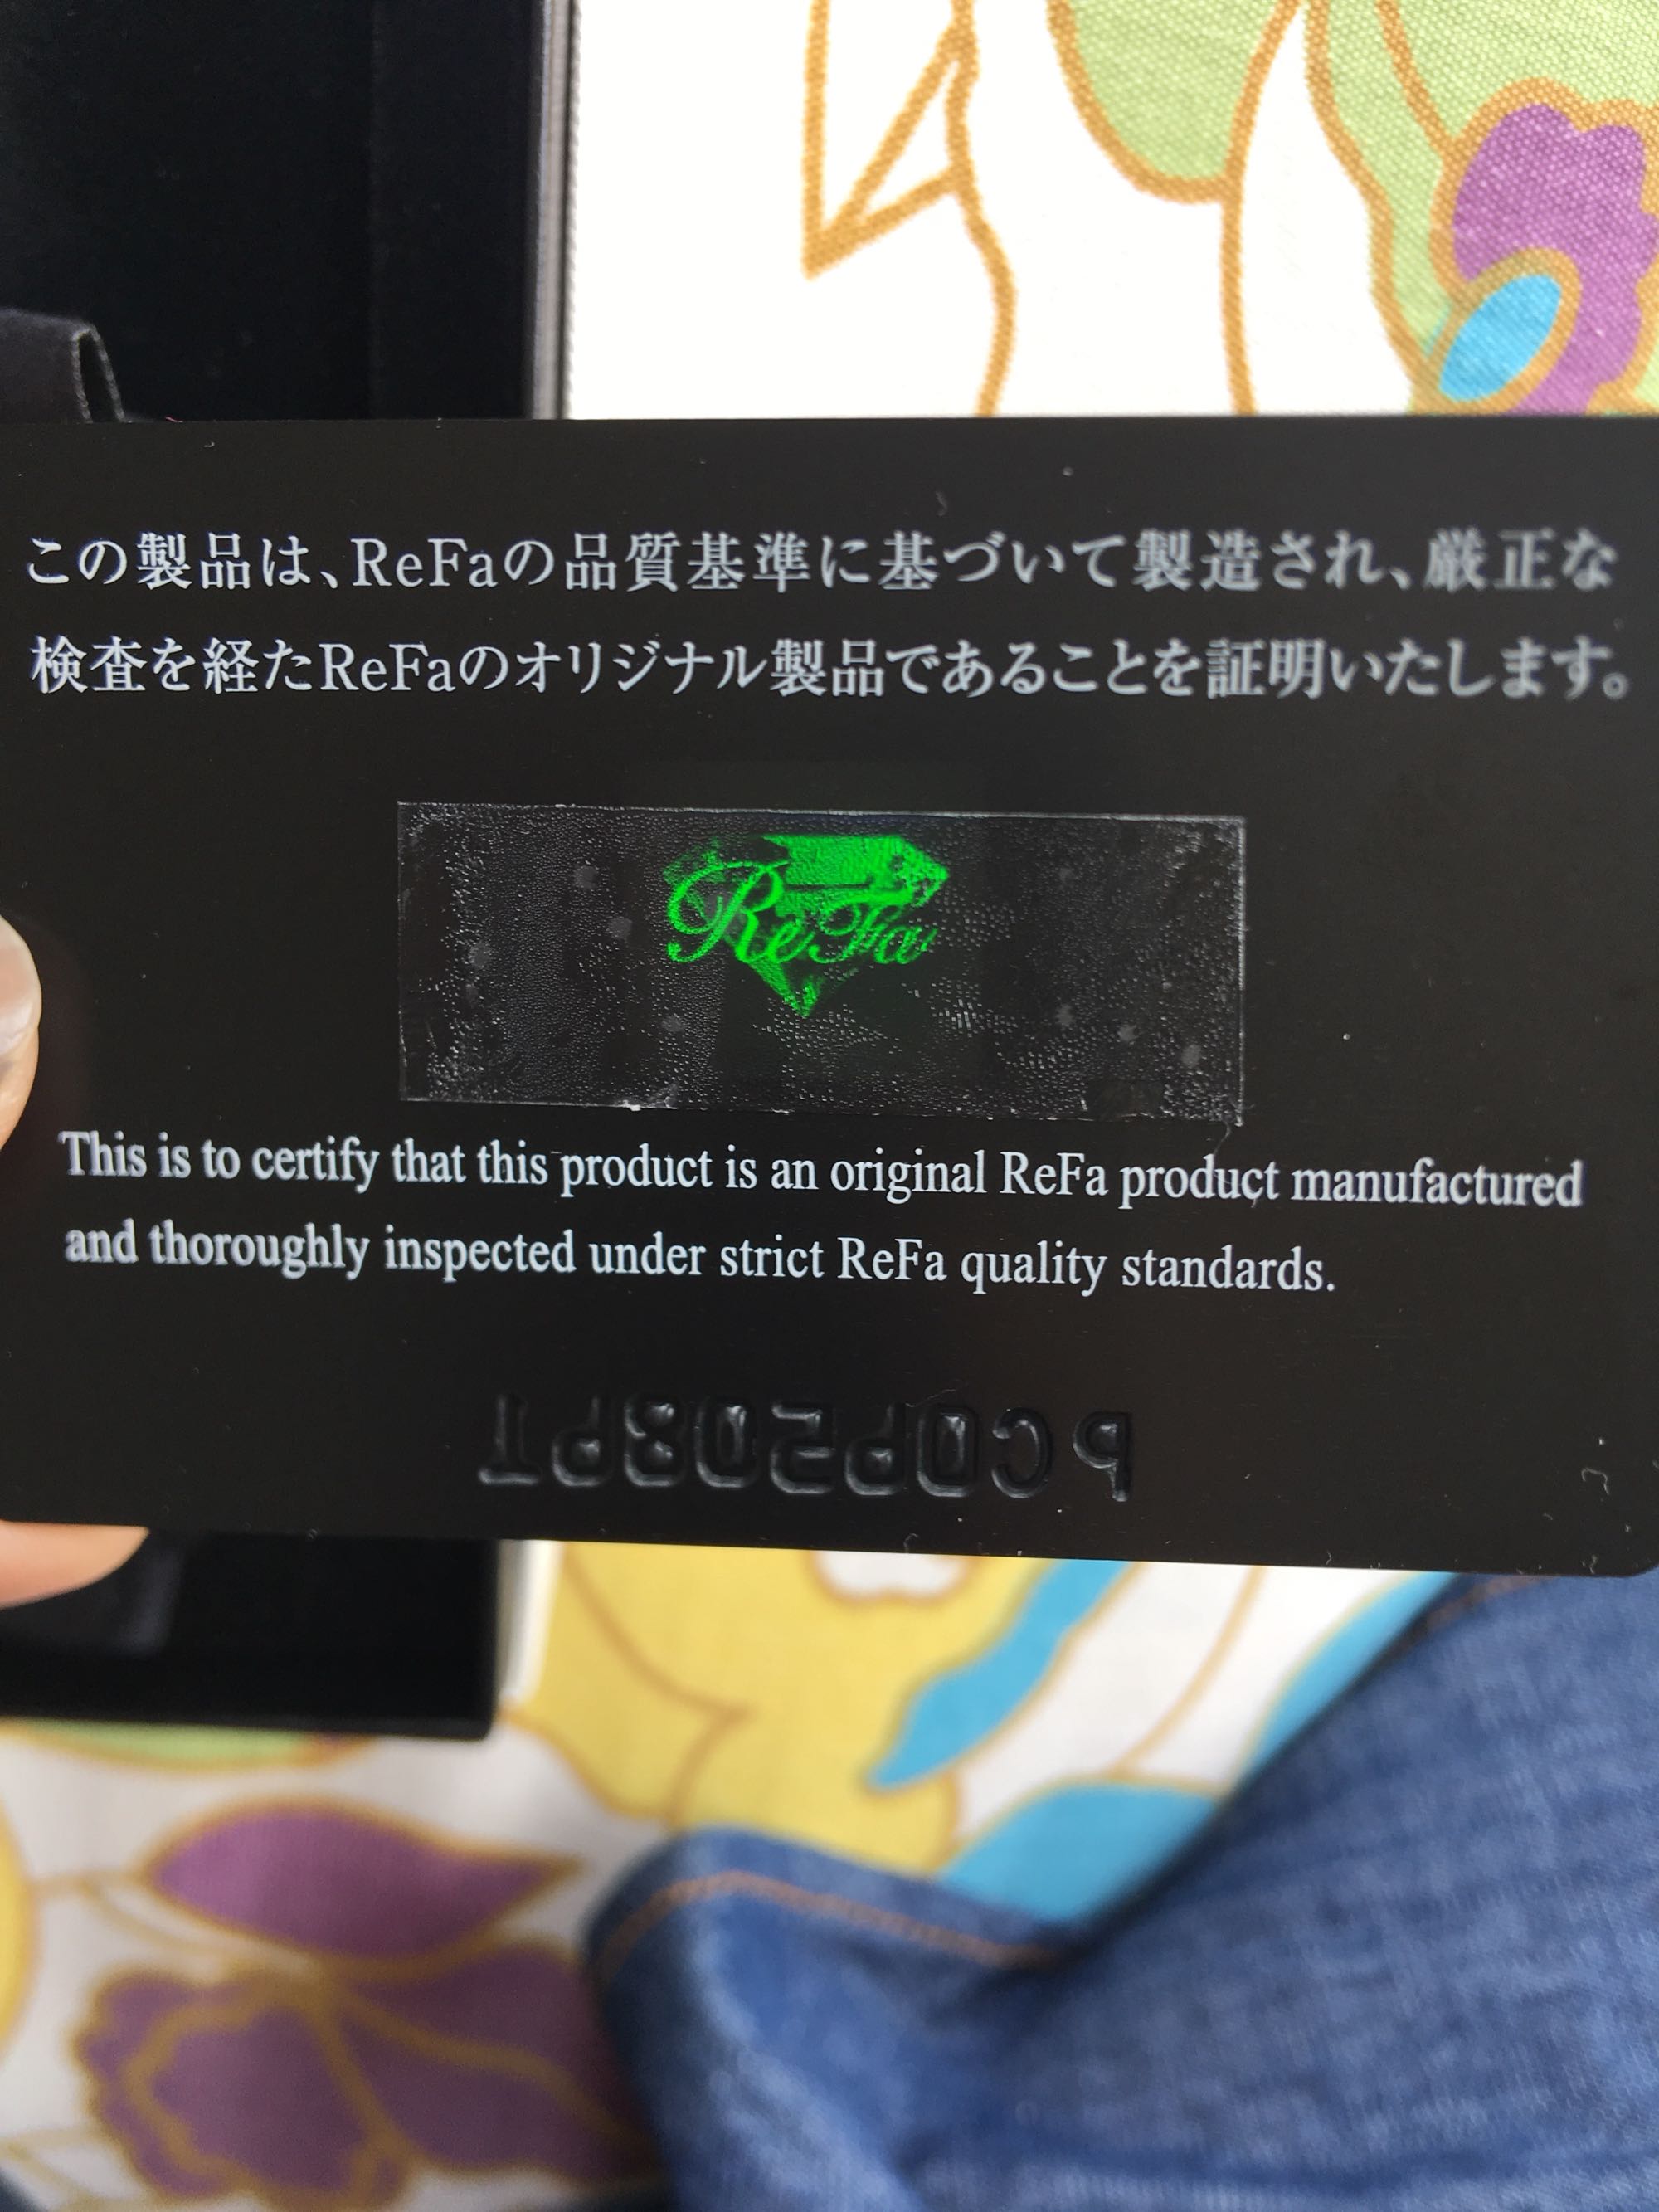 この製品は、ReFaの品質基準に基づいて製造され、厳正な
検査を経たReFaのオリジナル製品であることを証明いたします。
ReFa
This is to certify that this product is an original ReFa product manufactured
and thoroughly inspected under strict ReFa quality standards.